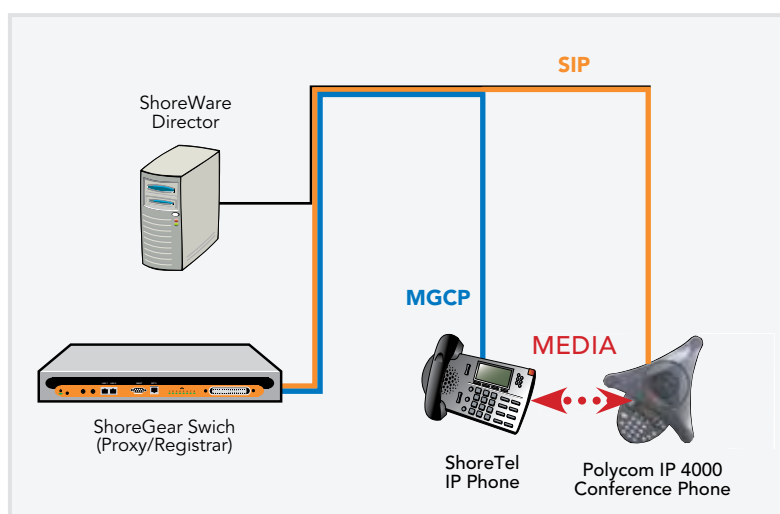 SIP
ShoreWare
Director
MGCP
MEDIA
ShoreGear Swich
(Proxy/Registrar)
ShoreTel
IP Phone
Polycom IP 4000
Conference Phone